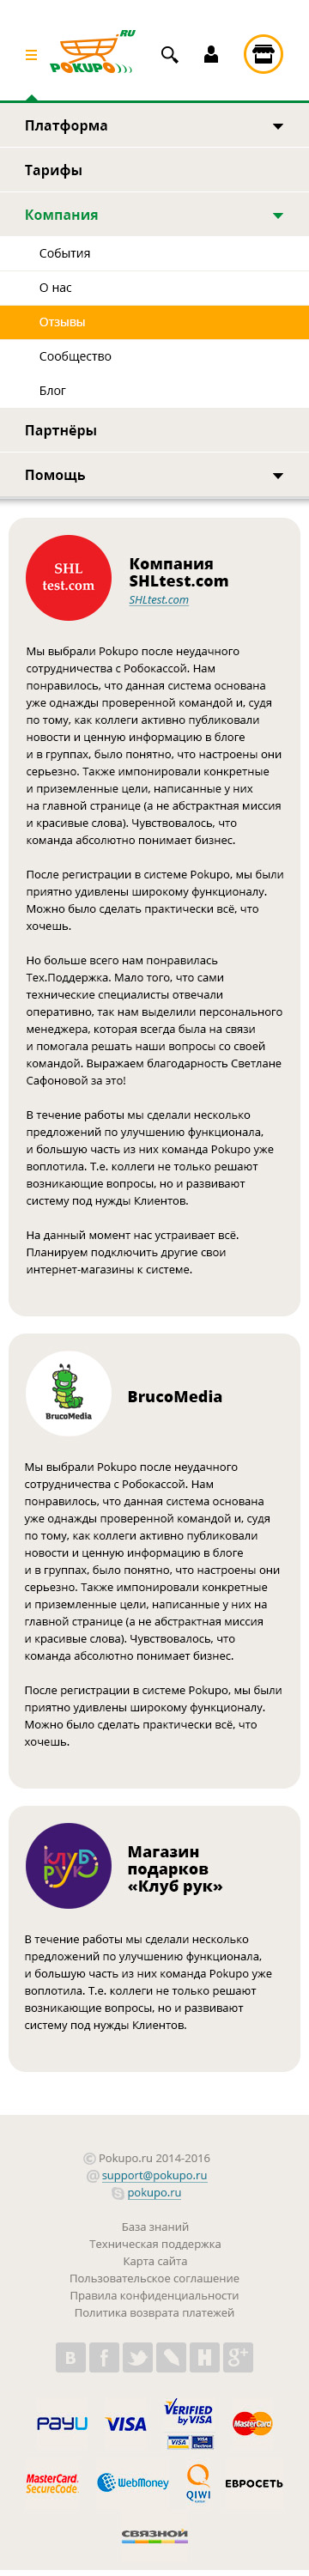 POKUPO.RU
Платформа
Тарифы
Компания
События
О нас
Отзывы
Сообщество
Блог
Партнёры
Помощь
SHL
test.com
Компания
SHLtest.com
SHLtest.com
Мы выбрали Pokupo после неудачного
сотрудничества с Робокассой. Нам
понравилось, что данная система основана
уже однажды проверенной командой и, судя
по тому, как коллеги активно публиковали
новости и ценную информацию в блоге
и в группах, было понятно, что настроены они
серьезно. Также импонировали конкретные
и приземленные цели, написанные у них
на главной странице (а не абстрактная миссия
и красивые слова). Чувствовалось, что
команда абсолютно понимает бизнес.
После регистрации в системе Pokupo, мы были
приятно удивлены широкому функционалу.
Можно было сделать практически всё, что
хочешь.
Но больше всего нам понравилась
Тех.Поддержка. Мало того, что сами
технические специалисты отвечали
оперативно, так нам выделили персонального
менеджера, которая всегда была на связи
и помогала решать наши вопросы со своей
командой. Выражаем благодарность Светлане
Сафоновой за это!
В течение работы мы сделали несколько
предложений по улучшению функционала,
и большую часть из них команда Pokupo уже
воплотила. Т.е. коллеги не только решают
возникающие вопросы, но и развивают
систему под нужды Клиентов.
На данный момент нас устраивает всё.
Планируем подключить другие свои
интернет-магазины к системе.
BrucoMedia
BrucoMedia
Мы выбрали Pokupo после неудачного
сотрудничества с Робокассой. Нам
понравилось, что данная система основана
уже однажды проверенной командой и, судя
по тому, как коллеги активно публиковали
новости и ценную информацию в блоге
и в группах, было понятно, что настроены они
серьезно. Также импонировали конкретные
и приземленные цели, написанные у них на
главной странице (а не абстрактная миссия
и красивые слова). Чувствовалось, что
команда абсолютно понимает бизнес.
После регистрации в системе Pokupo, мы были
приятно удивлены широкому функционалу.
Можно было сделать практически всё, что
хочешь.
клуб
рук
Магазин
подарков
«Клуб рук»
В течение работы мы сделали несколько
предложений по улучшению функционала,
и большую часть из них команда Pokupo уже
воплотила. Т.е. коллеги не только решают
возникающие вопросы, но и развивают
систему под нужды Клиентов.
© Pokupo.ru 2014-2016
@ support@pokupo.ru
pokupo.ru
База знаний
Техническая поддержка
Карта сайта
Пользовательское соглашение
Правила конфиденциальности
Политика возврата платежей
B f H g+
PayU VISA Verified by VISA MasterCard
VISA
MasterCard. SecureCode. WebMoney QIWI ЕВРОСЕТЬ
СВЯЗНОЙ